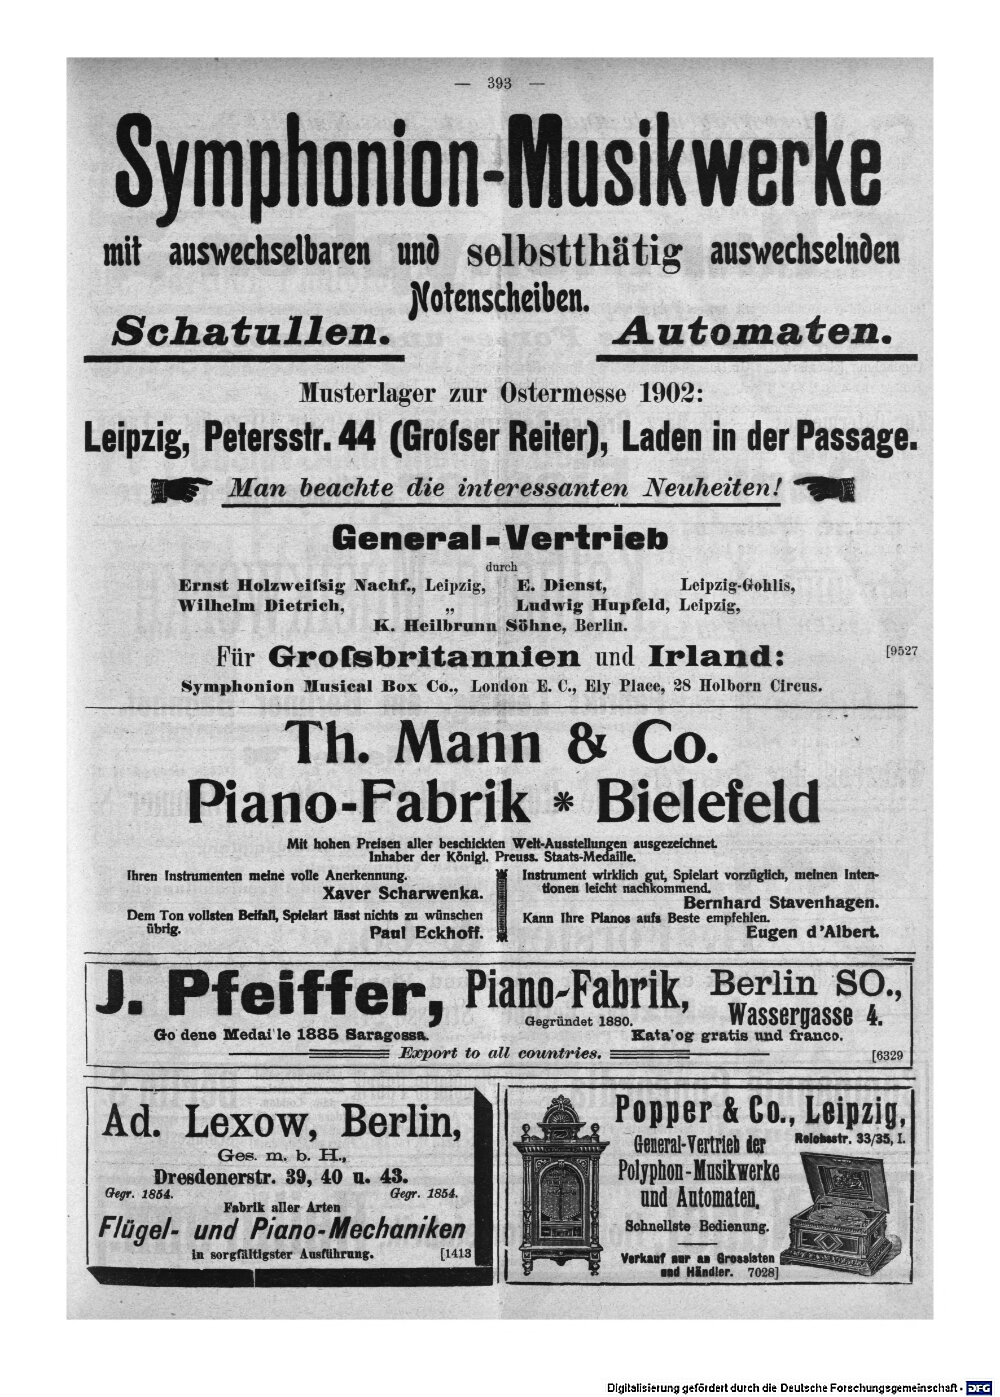 — 393 —
Symphonion-Musikwerke
mit auswechselbaren und selbstthätig auswechselnden
Notenscheiben.
Schatullen. Automaten.
Musterlager zur Ostermesse 1902:
Leipzig, Petersstr. 44 (Groſser Reiter), Laden in der Passage.
Man beachte die interessanten Neuheiten!
General-Vertrieb
durch
Ernst Holzweiſsig Nachf., Leipzig, E. Dienst, Leipzig-Gohlis,
Wilhelm Dietrich, „ Ludwig Hupfeld, Leipzig,
K. Heilbrunn Söhne, Berlin.
Für Groſsbritannien und Irland: [9527
Symphonion Musical Box Co., London E. C., Ely Place, 28 Holborn Circus.
Th. Mann & Co.
Piano-Fabrik * Bielefeld
Mit hohen Preisen aller beschickten Welt-Ausstellungen ausgezeichnet.
Inhaber der Königl. Preuss. Staats-Medaille.
Ihren Instrumenten meine volle Anerkennung.
Xaver Scharwenka.
Dem Ton vollsten Beifall, Spielart lässt nichts zu wünschen
übrig.
Paul Eckhoff.
Instrument wirklich gut, Spielart vorzüglich, meinen Inten-
tionen leicht nachkommend.
Bernhard Stavenhagen.
Kann Ihre Pianos aufs Beste empfehlen.
Eugen d'Albert.
J. Pfeiffer, Piano-Fabrik, Berlin SO.,
Gegründet 1880. Wassergasse 4.
Go dene Medai'le 1885 Saragossa. Kata'og gratis und franco.
Export to all countries. [6329
Ad. Lexow, Berlin,
Ges. m. b. H.,
Dresdenerstr. 39, 40 u. 43.
Gegr. 1854. Gegr. 1854.
Fabrik aller Arten
Flügel- und Piano-Mechaniken
in sorgfältigster Ausführung. [1413
Popper & Co., Leipzig,
Reichsstr. 33/35, I.
General-Vertrieb der
Polyphon-Musikwerke
und Automaten.
Schnellste Bedienung.
Verkauf nur an Grossisten
und Händler. 7028]
Digitalisierung gefördert durch die Deutsche Forschungsgemeinschaft - DFG